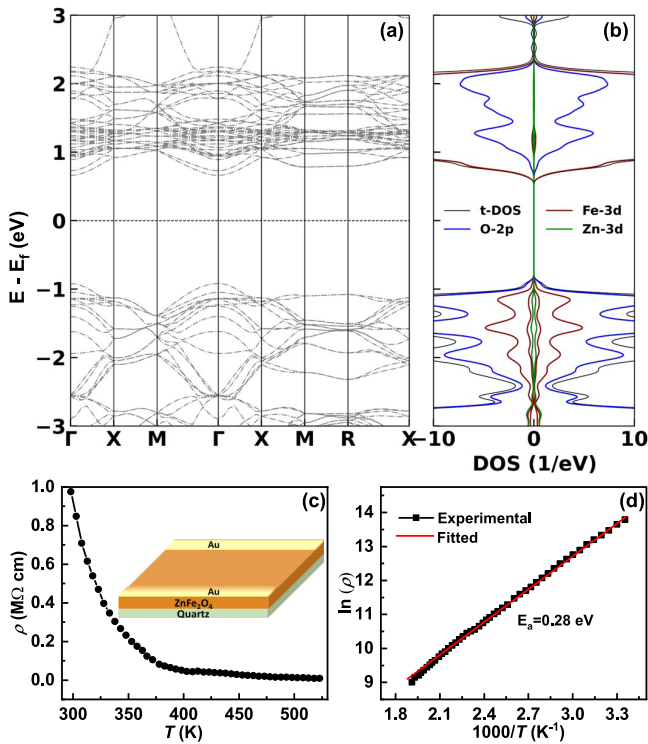 (a)
(b)
3
2
1
0
−1
−2
−3
E - E_f (eV)
Γ X M Γ X M R X
t-DOS
Fe-3d
O-2p
Zn-3d
−10 0 10
DOS (1/eV)
(c)
1.0
0.8
0.6
0.4
0.2
0.0
ρ (MΩ cm)
300 350 400 450 500
T (K)
Au
Au
ZnFe₂O₄
Quartz
(d)
Experimental
Fitted
Eₐ=0.28 eV
14
13
12
11
10
9
ln (ρ)
1.8 2.1 2.4 2.7 3.0 3.3
1000/T (K⁻¹)